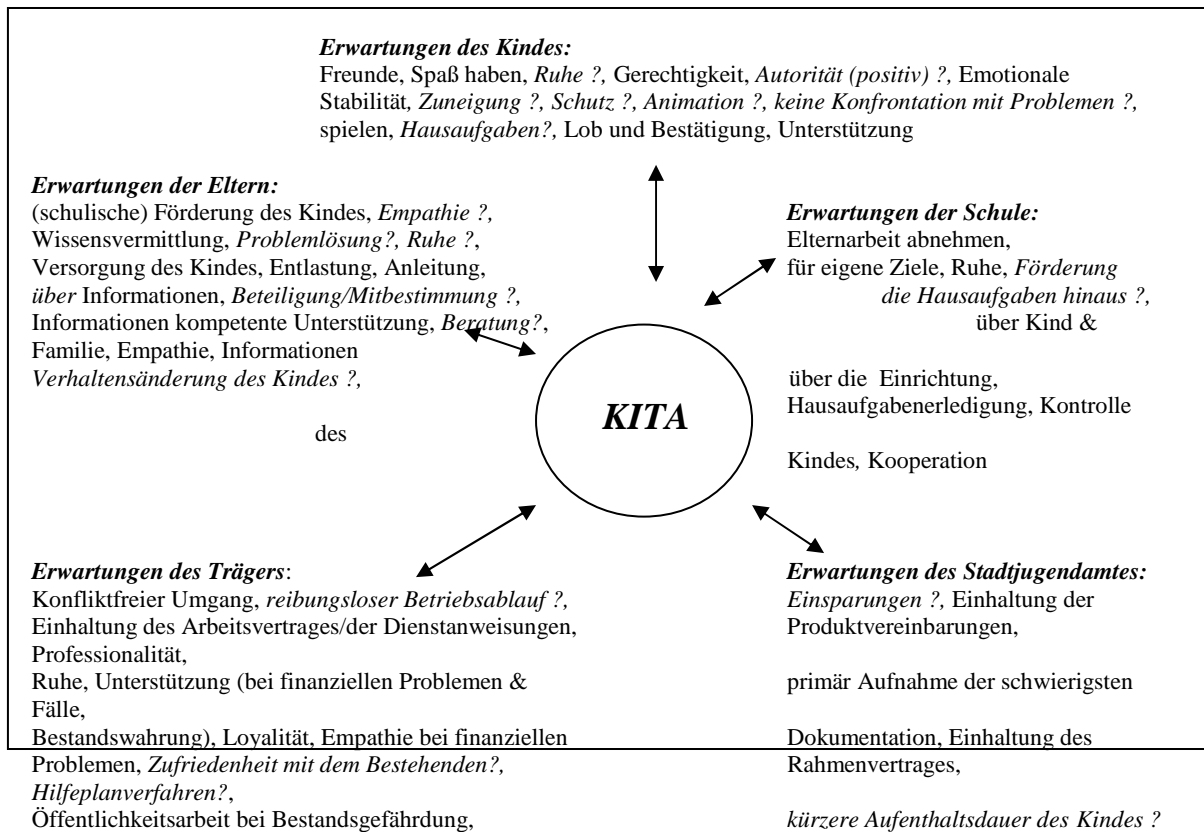 Erwartungen des Kindes:
Freunde, Spaß haben, Ruhe ?, Gerechtigkeit, Autorität (positiv) ?, Emotionale
Stabilität, Zuneigung ?, Schutz ?, Animation ?, keine Konfrontation mit Problemen ?,
spielen, Hausaufgaben?, Lob und Bestätigung, Unterstützung
Erwartungen der Eltern:
(schulische) Förderung des Kindes, Empathie ?,
Wissensvermittlung, Problemlösung?, Ruhe ?,
Versorgung des Kindes, Entlastung, Anleitung,
über Informationen, Beteiligung/Mitbestimmung ?,
Informationen kompetente Unterstützung, Beratung?,
Familie, Empathie, Informationen
Verhaltensänderung des Kindes ?,
des
Erwartungen der Schule:
Elternarbeit abnehmen,
für eigene Ziele, Ruhe, Förderung
die Hausaufgaben hinaus ?,
über Kind &
über die Einrichtung,
Hausaufgabenerledigung, Kontrolle
Kindes, Kooperation
KITA
Erwartungen des Trägers:
Konfliktfreier Umgang, reibungsloser Betriebsablauf ?,
Einhaltung des Arbeitsvertrages/der Dienstanweisungen,
Professionalität,
Ruhe, Unterstützung (bei finanziellen Problemen &
Fälle,
Bestandswahrung), Loyalität, Empathie bei finanziellen
Problemen, Zufriedenheit mit dem Bestehenden?,
Hilfeplanverfahren?,
Öffentlichkeitsarbeit bei Bestandsgefährdung,
Erwartungen des Stadtjugendamtes:
Einsparungen ?, Einhaltung der
Produktvereinbarungen,
primär Aufnahme der schwierigsten
Dokumentation, Einhaltung des
Rahmenvertrages,
kürzere Aufenthaltsdauer des Kindes ?